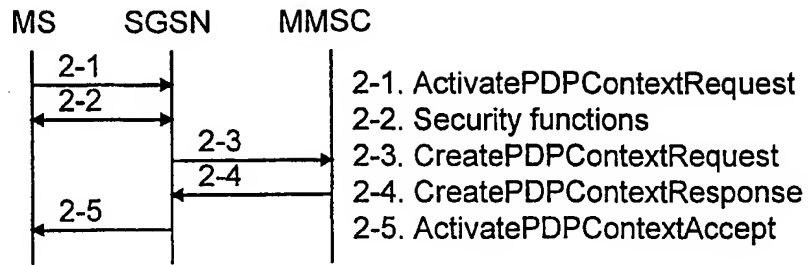 MS SGSN MMSC
2-1 2-1. ActivatePDPContextRequest
2-2 2-2. Security functions
2-3 2-3. CreatePDPContextRequest
2-4 2-4. CreatePDPContextResponse
2-5 2-5. ActivatePDPContextAccept